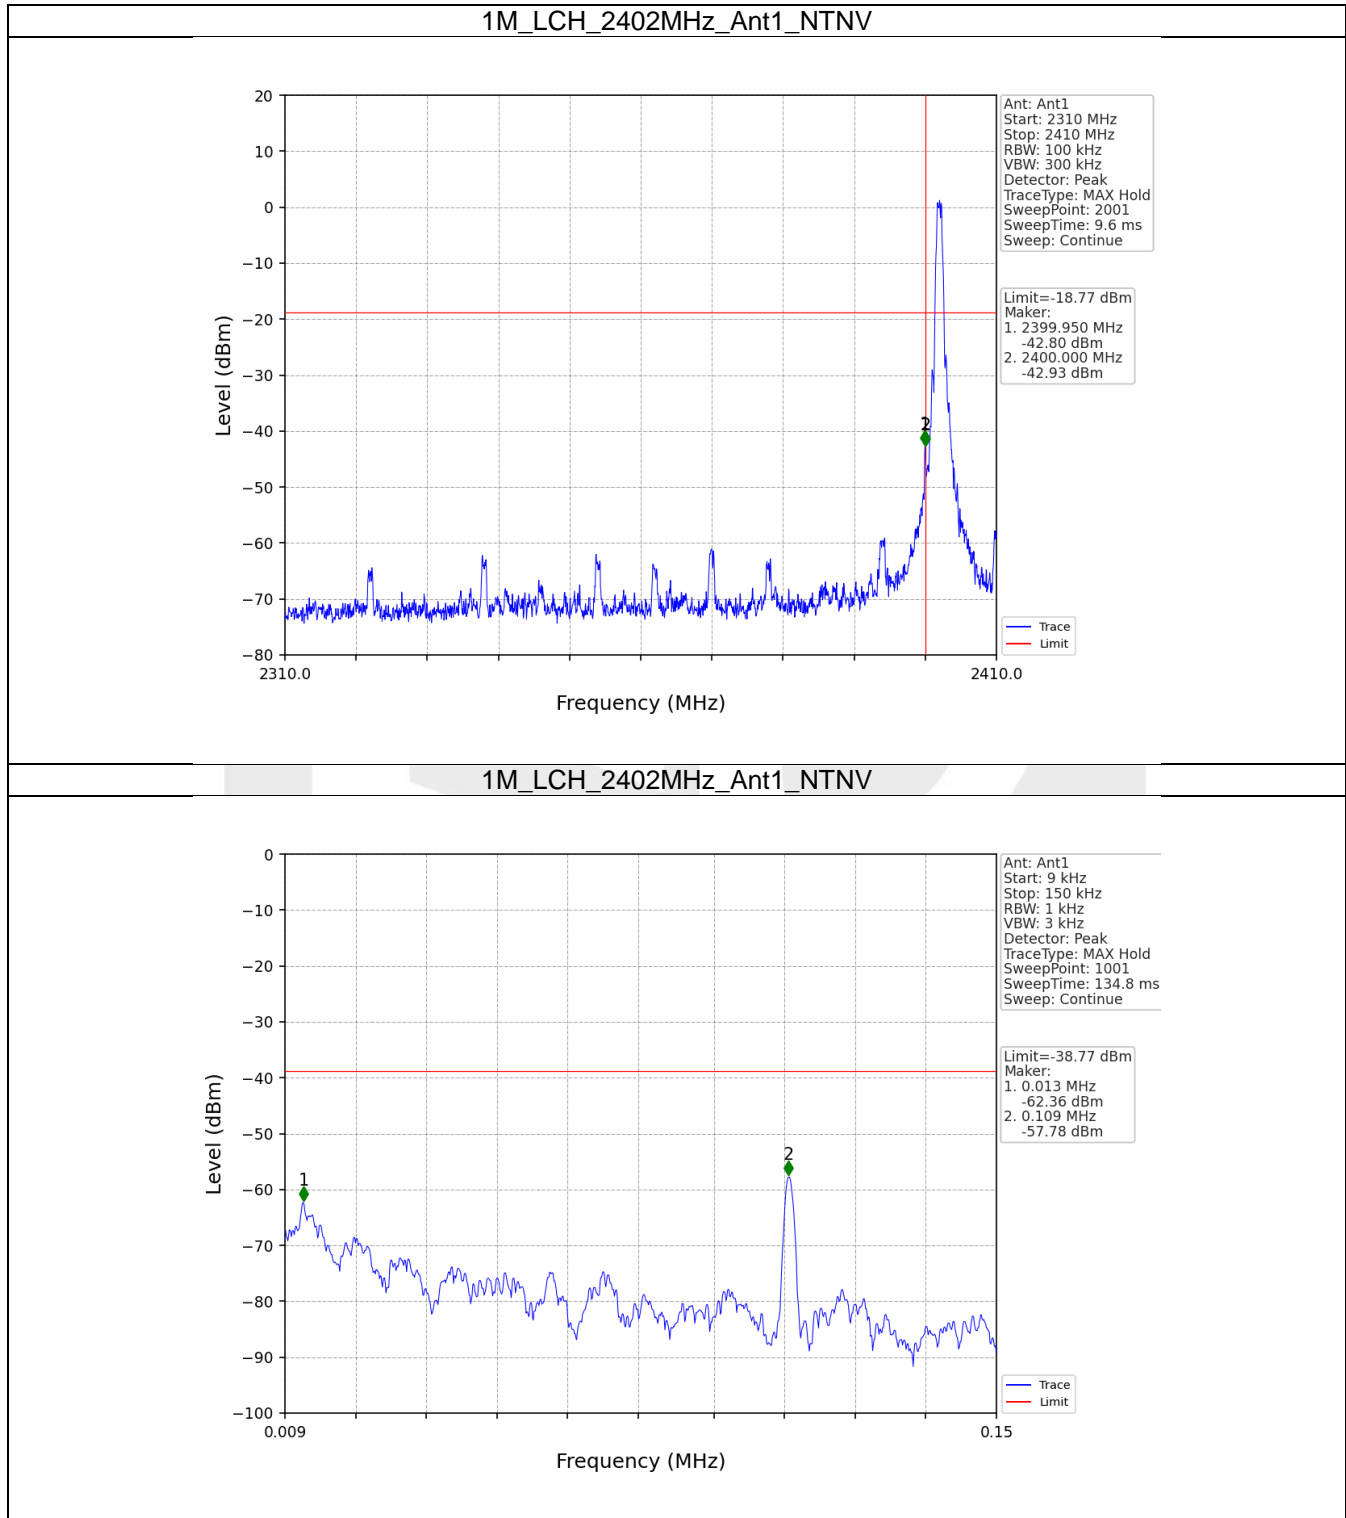 1M_LCH_2402MHz_Ant1_NTNV
20
10
0
−10
−20
−30
−40
−50
−60
−70
−80
Level (dBm)
2310.0
2410.0
Frequency (MHz)
2
Ant: Ant1
Start: 2310 MHz
Stop: 2410 MHz
RBW: 100 kHz
VBW: 300 kHz
Detector: Peak
TraceType: MAX Hold
SweepPoint: 2001
SweepTime: 9.6 ms
Sweep: Continue
Limit=-18.77 dBm
Maker:
1. 2399.950 MHz
-42.80 dBm
2. 2400.000 MHz
-42.93 dBm
Trace
Limit
1M_LCH_2402MHz_Ant1_NTNV
0
−10
−20
−30
−40
−50
−60
−70
−80
−90
−100
Level (dBm)
0.009
0.15
Frequency (MHz)
1
2
Ant: Ant1
Start: 9 kHz
Stop: 150 kHz
RBW: 1 kHz
VBW: 3 kHz
Detector: Peak
TraceType: MAX Hold
SweepPoint: 1001
SweepTime: 134.8 ms
Sweep: Continue
Limit=-38.77 dBm
Maker:
1. 0.013 MHz
-62.36 dBm
2. 0.109 MHz
-57.78 dBm
Trace
Limit